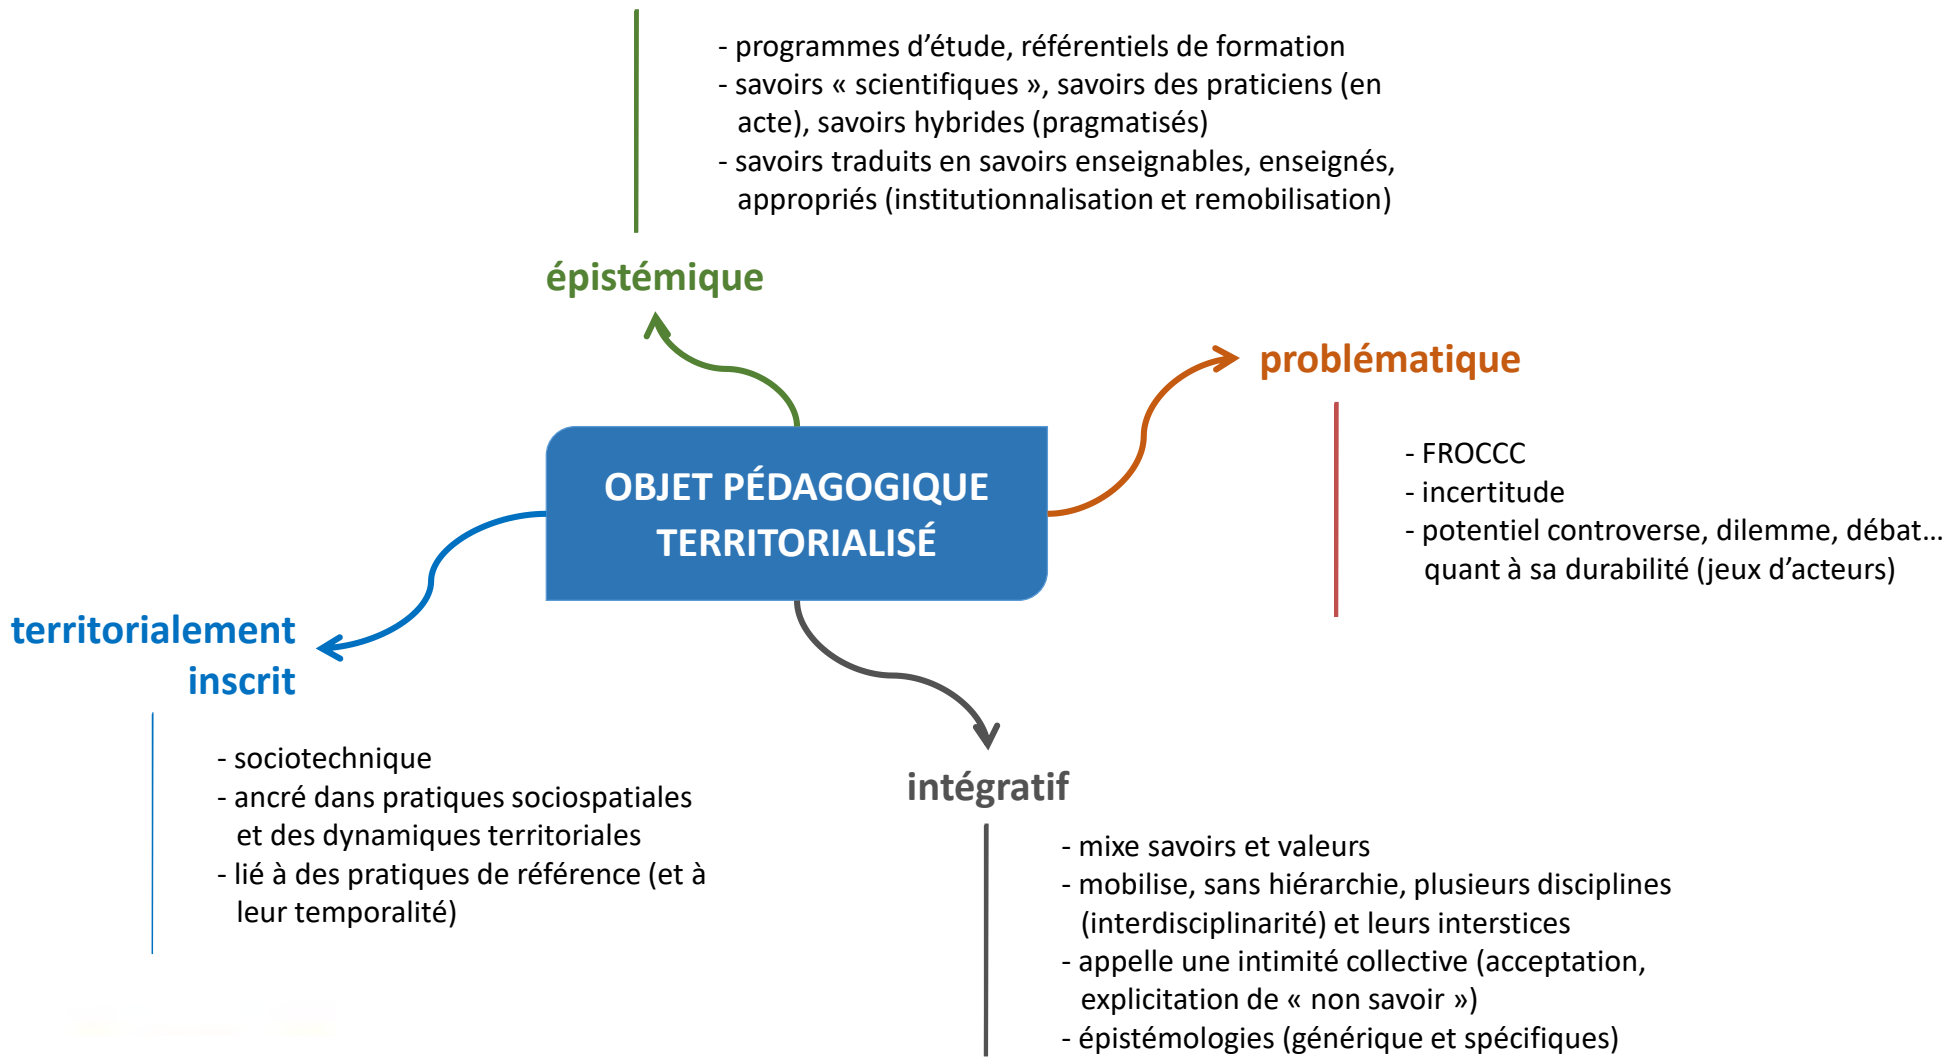 - programmes d'étude, référentiels de formation
- savoirs « scientifiques », savoirs des praticiens (en
acte), savoirs hybrides (pragmatisés)
- savoirs traduits en savoirs enseignables, enseignés,
appropriés (institutionnalisation et remobilisation)
épistémique
problématique
- FROCCC
- incertitude
- potentiel controverse, dilemme, débat…
quant à sa durabilité (jeux d'acteurs)
OBJET PÉDAGOGIQUE
TERRITORIALISÉ
territorialement
inscrit
- sociotechnique
- ancré dans pratiques sociospatiales
et des dynamiques territoriales
- lié à des pratiques de référence (et à
leur temporalité)
intégratif
- mixe savoirs et valeurs
- mobilise, sans hiérarchie, plusieurs disciplines
(interdisciplinarité) et leurs interstices
- appelle une intimité collective (acceptation,
explicitation de « non savoir »)
- épistémologies (générique et spécifiques)